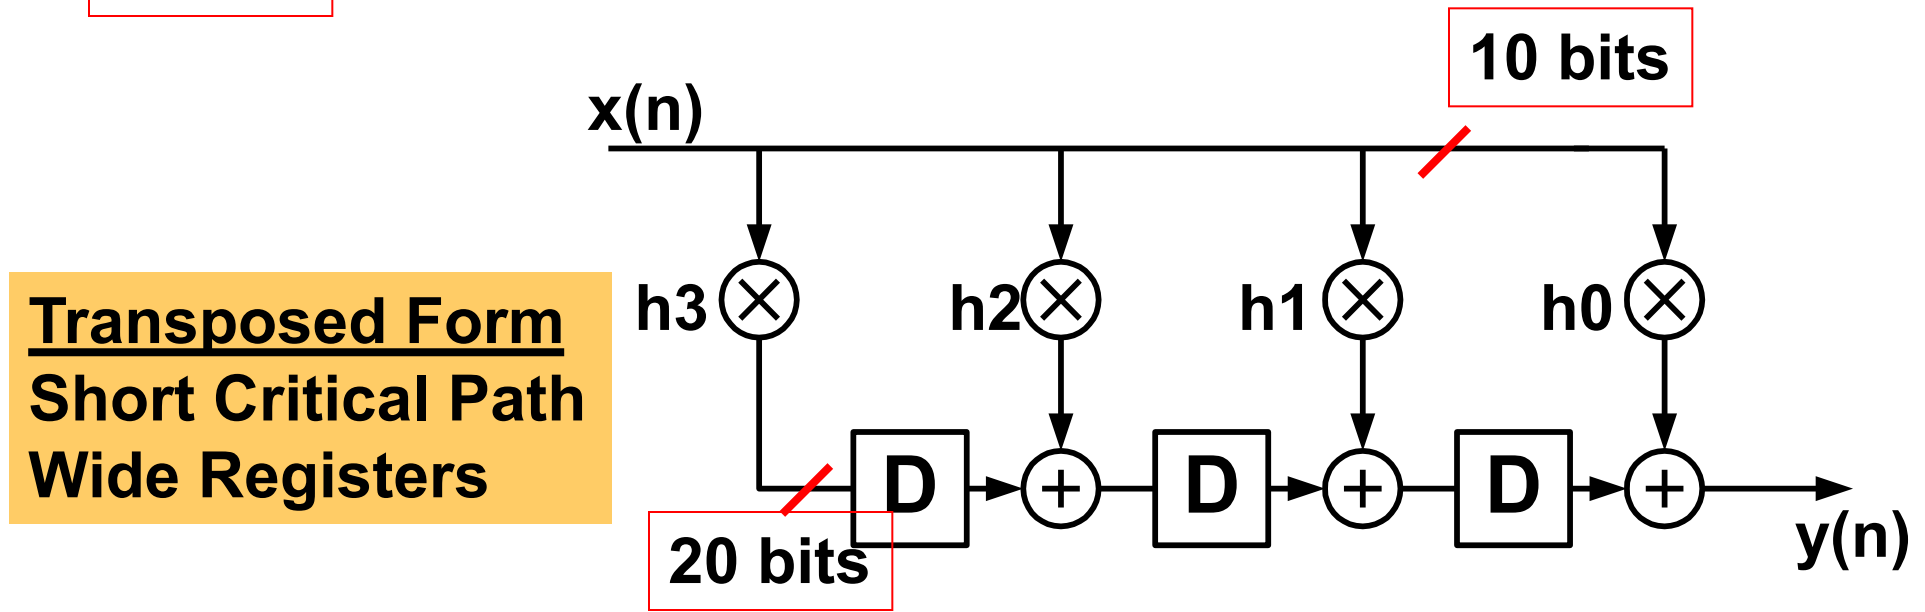 10 bits
x(n)
h3
h2
h1
h0
Transposed Form
Short Critical Path
Wide Registers
D
D
D
20 bits
y(n)